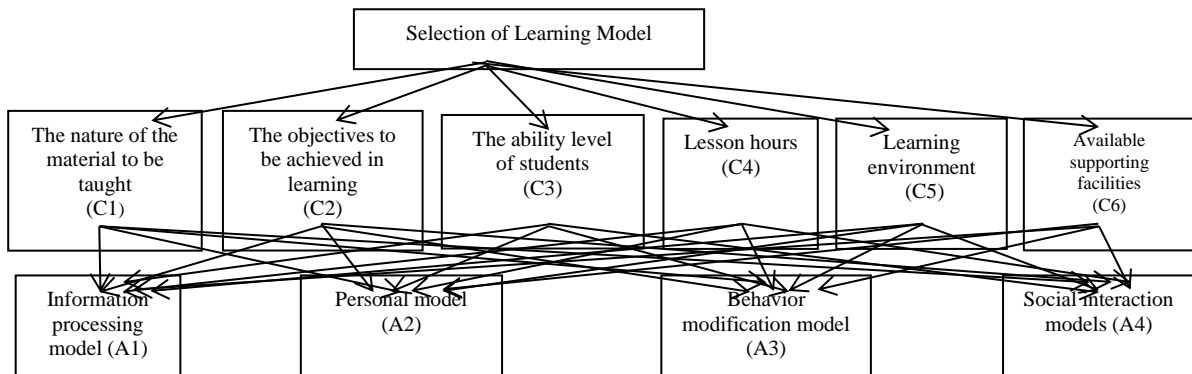 Selection of Learning Model
The nature of the
material to be
taught
(C1)
The objectives to
be achieved in
learning
(C2)
The ability level
of students
(C3)
Lesson hours
(C4)
Learning
environment
(C5)
Available
supporting
facilities
(C6)
Information
processing
model (A1)
Personal model
(A2)
Behavior
modification model
(A3)
Social interaction
models (A4)